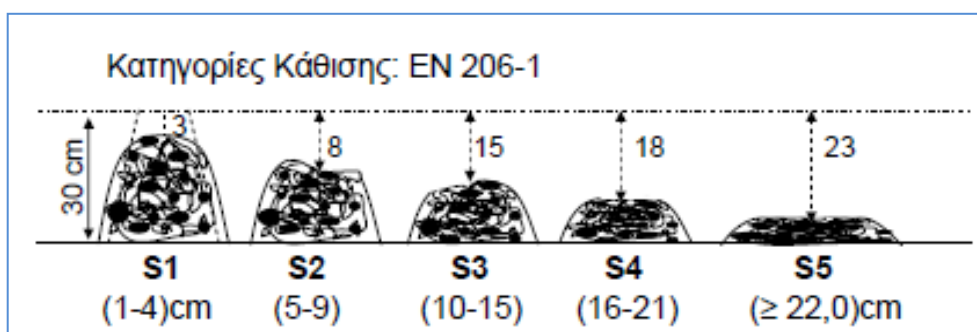 Κατηγορίες Κάθισης: EN 206-1
3 8 15 18 23
30 cm
S1 S2 S3 S4 S5
(1-4)cm (5-9) (10-15) (16-21) (≥ 22,0)cm